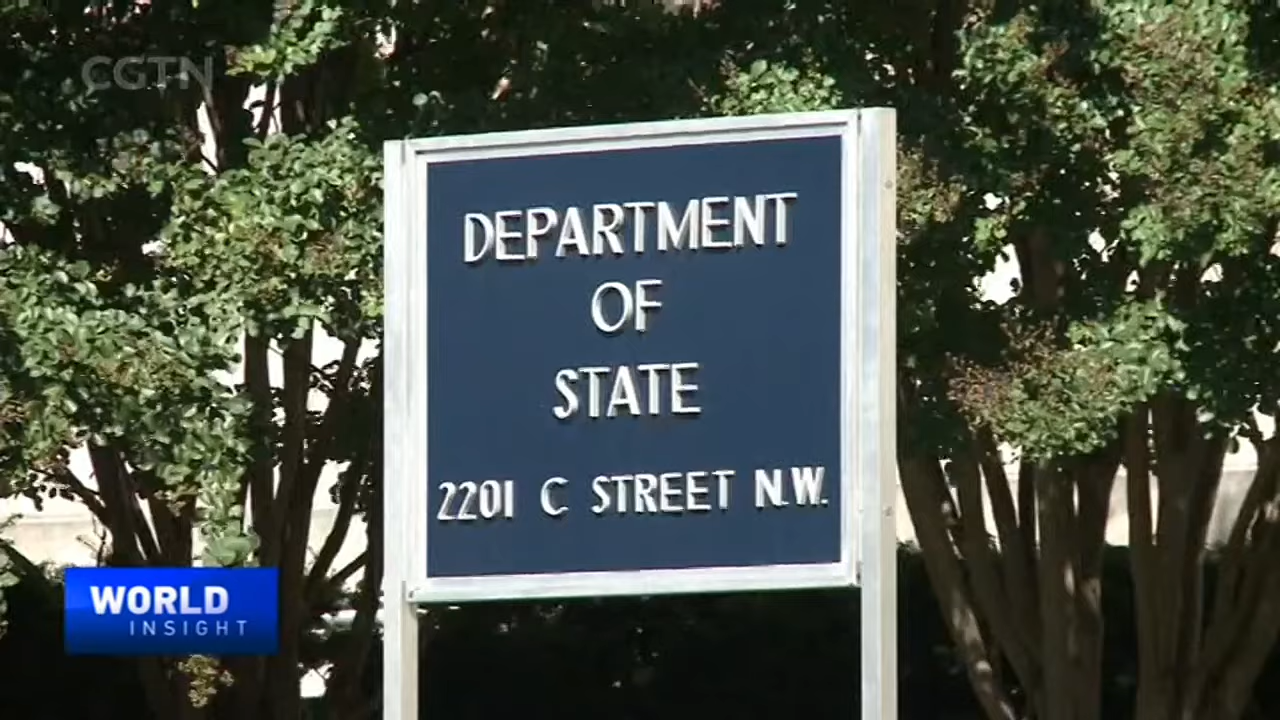 CGTN
DEPARTMENT
OF
STATE
2201 C STREET N.W.
WORLD
INSIGHT